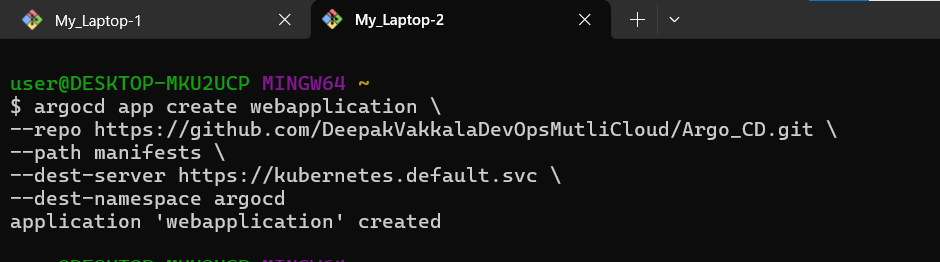 My_Laptop-1
My_Laptop-2
user@DESKTOP-MKU2UCP MINGW64 ~
$ argocd app create webapplication \
--repo https://github.com/DeepakVakkalaDevOpsMutliCloud/Argo_CD.git \
--path manifests \
--dest-server https://kubernetes.default.svc \
--dest-namespace argocd
application 'webapplication' created